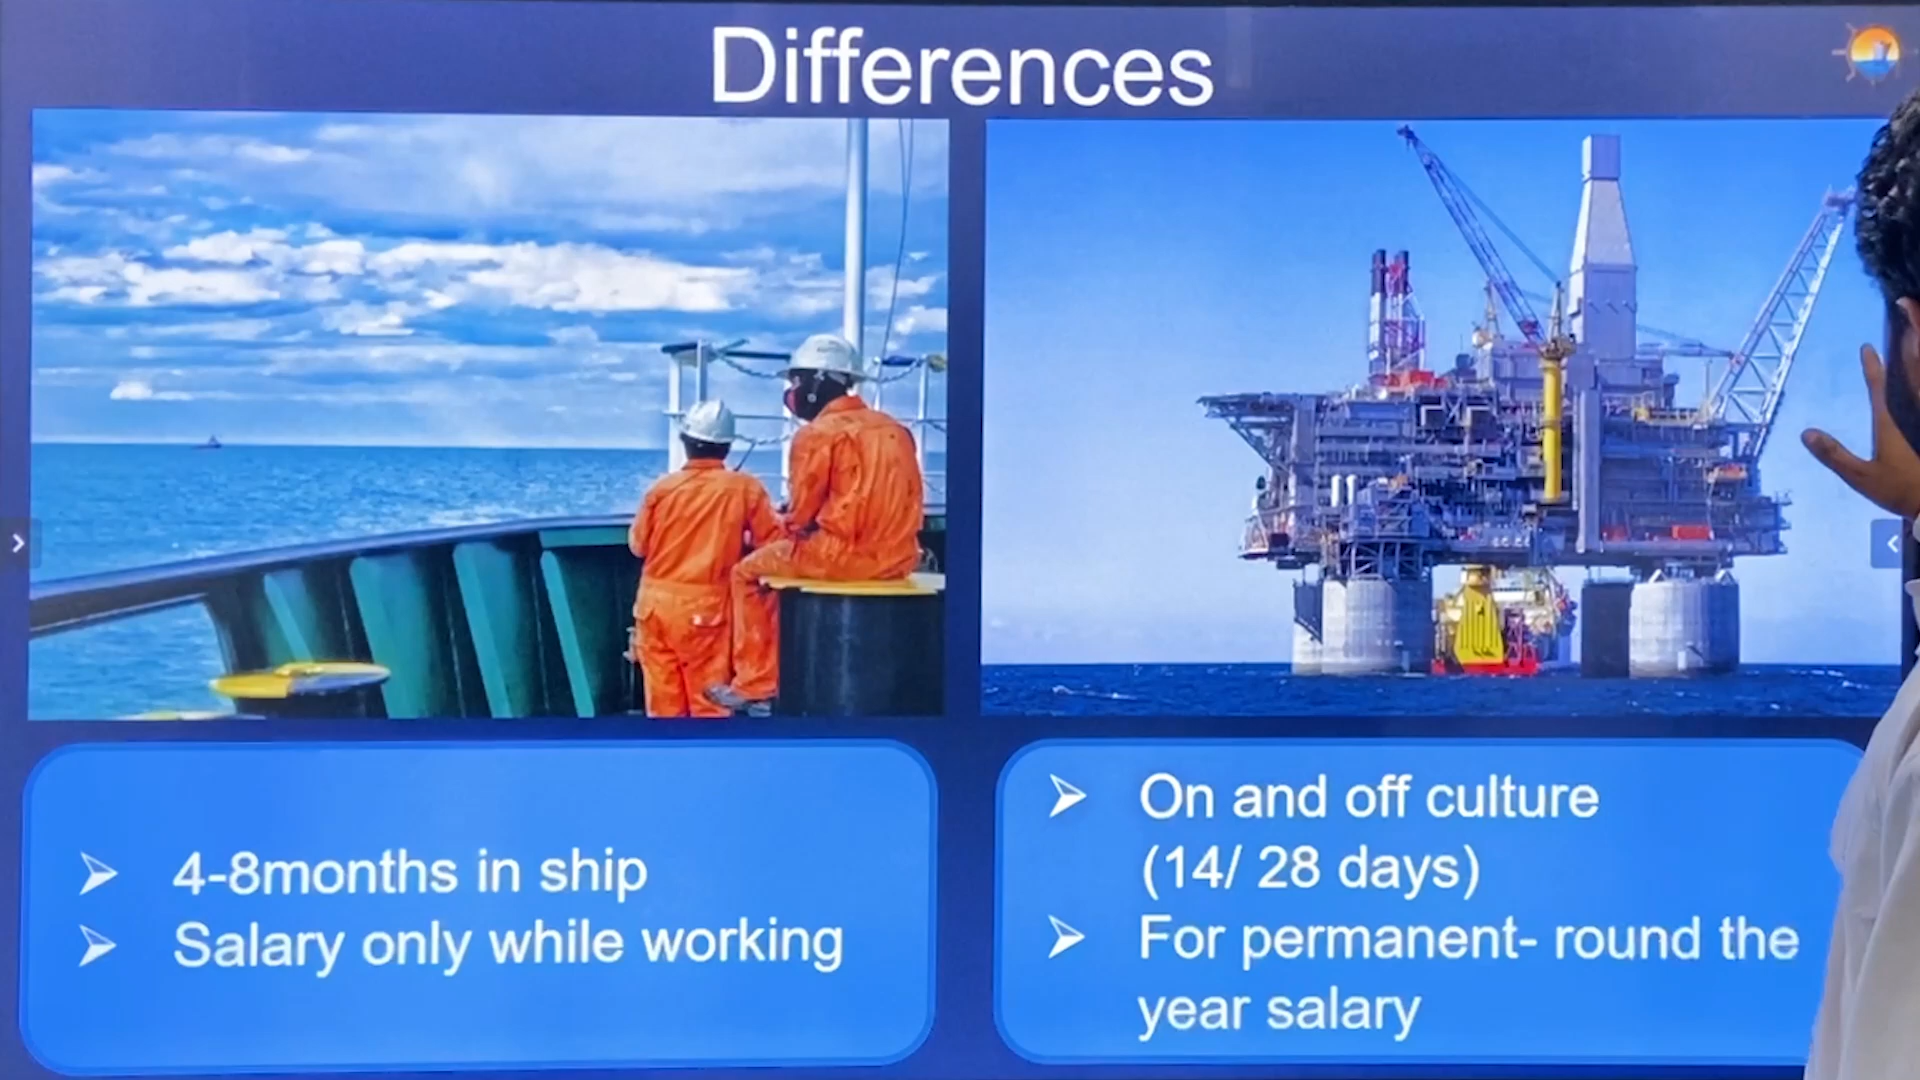 Differences
4-8months in ship
Salary only while working
On and off culture
(14/ 28 days)
For permanent- round the
year salary